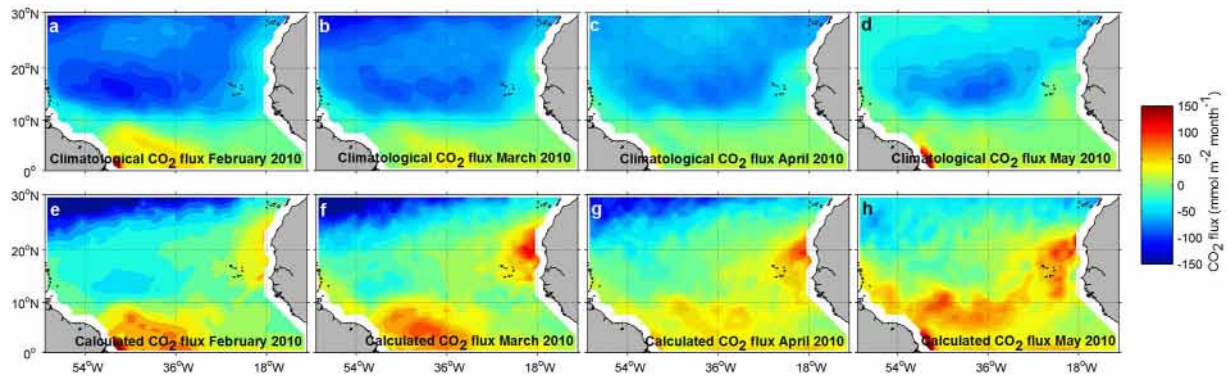 30°N
a
b
c
d
20°N
10°N
0°
Climatological CO2 flux February 2010
Climatological CO2 flux March 2010
Climatological CO2 flux April 2010
Climatological CO2 flux May 2010
30°N
e
f
g
h
20°N
10°N
0°
Calculated CO2 flux February 2010
Calculated CO2 flux March 2010
Calculated CO2 flux April 2010
Calculated CO2 flux May 2010
54°W 36°W 18°W 54°W 36°W 18°W 54°W 36°W 18°W 54°W 36°W 18°W
150
100
50
0
-50
-100
-150
CO2 flux (mmol m-2 month-1)